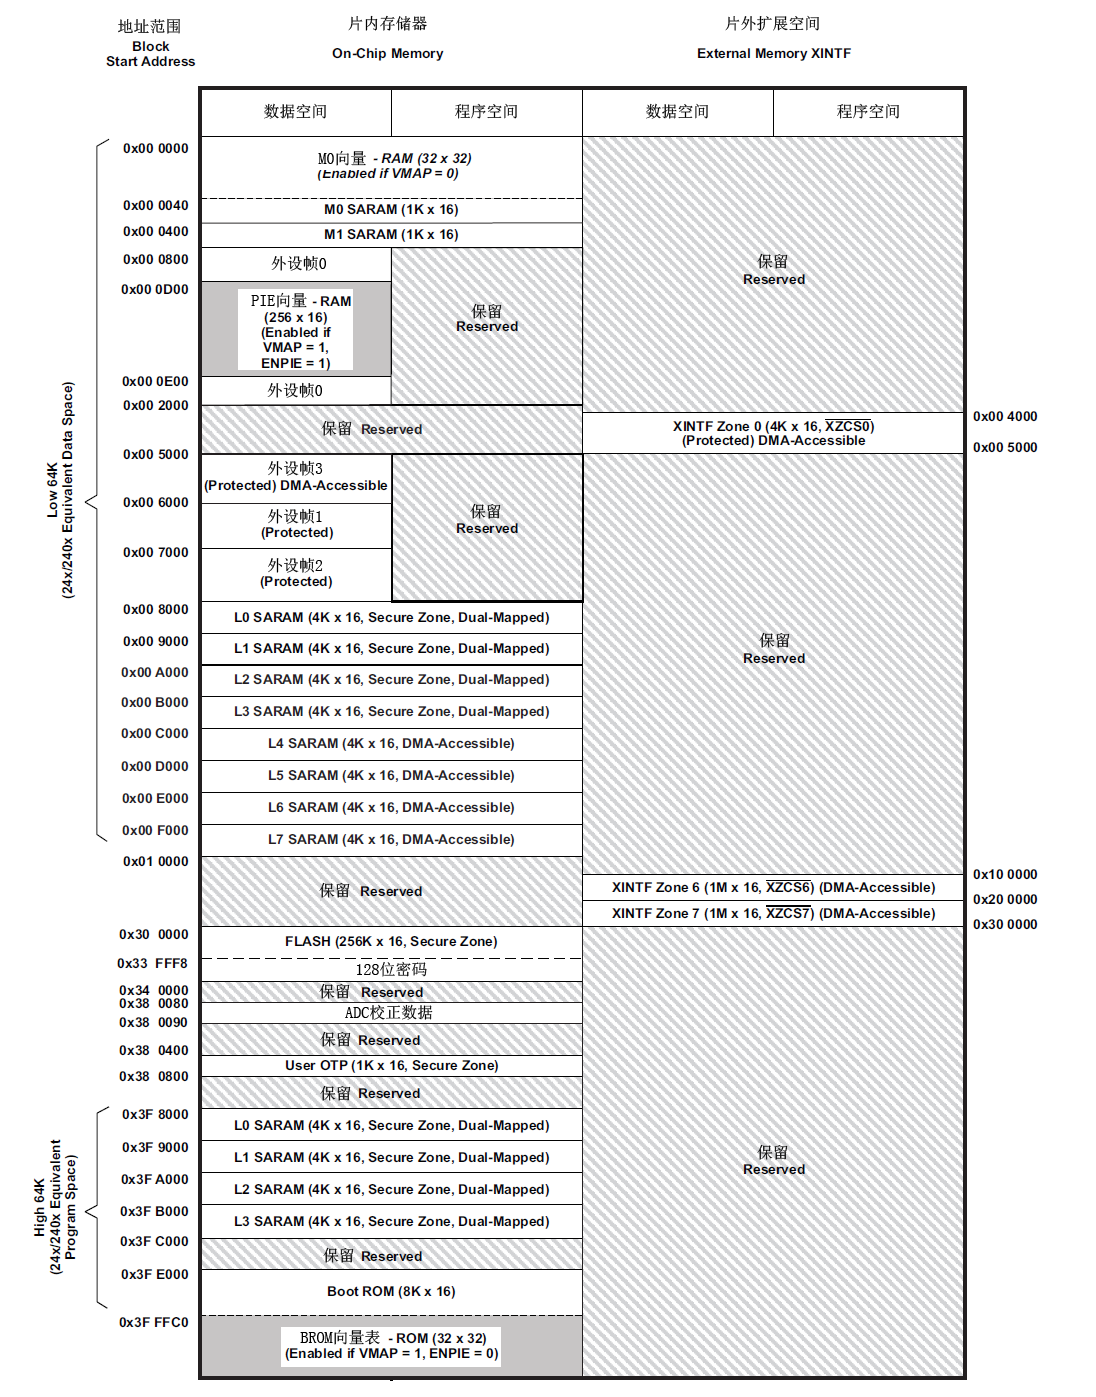 地址范围
Block
Start Address
片内存储器
On-Chip Memory
片外扩展空间
External Memory XINTF
数据空间
程序空间
数据空间
程序空间
0x00 0000
M0向量 - RAM (32 x 32)
(Enabled if VMAP = 0)
0x00 0040
M0 SARAM (1K x 16)
0x00 0400
M1 SARAM (1K x 16)
0x00 0800
外设帧0
0x00 0D00
PIE向量 - RAM
(256 x 16)
(Enabled if
VMAP = 1,
ENPIE = 1)
0x00 0E00
外设帧0
保留
Reserved
保留
Reserved
0x00 2000
保留 Reserved
XINTF Zone 0 (4K x 16, XZCS0)
(Protected) DMA-Accessible
0x00 4000
0x00 5000
0x00 5000
外设帧3
(Protected) DMA-Accessible
0x00 6000
外设帧1
(Protected)
0x00 7000
外设帧2
(Protected)
保留
Reserved
Low 64K
(24x/240x Equivalent Data Space)
0x00 8000
L0 SARAM (4K x 16, Secure Zone, Dual-Mapped)
0x00 9000
L1 SARAM (4K x 16, Secure Zone, Dual-Mapped)
0x00 A000
L2 SARAM (4K x 16, Secure Zone, Dual-Mapped)
0x00 B000
L3 SARAM (4K x 16, Secure Zone, Dual-Mapped)
0x00 C000
L4 SARAM (4K x 16, DMA-Accessible)
0x00 D000
L5 SARAM (4K x 16, DMA-Accessible)
0x00 E000
L6 SARAM (4K x 16, DMA-Accessible)
0x00 F000
L7 SARAM (4K x 16, DMA-Accessible)
保留
Reserved
0x01 0000
保留 Reserved
XINTF Zone 6 (1M x 16, XZCS6) (DMA-Accessible)
0x10 0000
XINTF Zone 7 (1M x 16, XZCS7) (DMA-Accessible)
0x20 0000
0x30 0000
0x30 0000
FLASH (256K x 16, Secure Zone)
0x33 FFF8
128位密码
0x34 0000
保留 Reserved
0x38 0080
ADC校正数据
0x38 0090
保留 Reserved
0x38 0400
User OTP (1K x 16, Secure Zone)
0x38 0800
保留 Reserved
0x3F 8000
L0 SARAM (4K x 16, Secure Zone, Dual-Mapped)
0x3F 9000
L1 SARAM (4K x 16, Secure Zone, Dual-Mapped)
0x3F A000
L2 SARAM (4K x 16, Secure Zone, Dual-Mapped)
0x3F B000
L3 SARAM (4K x 16, Secure Zone, Dual-Mapped)
0x3F C000
保留 Reserved
0x3F E000
Boot ROM (8K x 16)
0x3F FFC0
BROM向量表 - ROM (32 x 32)
(Enabled if VMAP = 1, ENPIE = 0)
保留
Reserved
High 64K
(24x/240x Equivalent
Program Space)